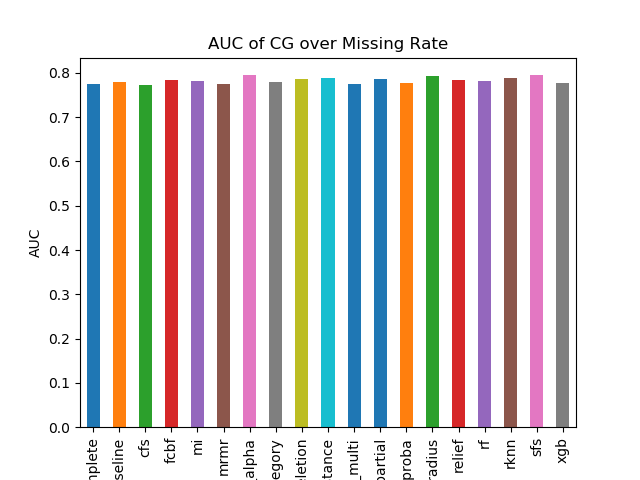 AUC of CG over Missing Rate
AUC
0.8
0.7
0.6
0.5
0.4
0.3
0.2
0.1
0.0
nplete
seline
cfs
fcbf
mi
mrmr
_alpha
egory
eletion
tance
_multi
partial
proba
radius
relief
rf
rknn
sfs
xgb